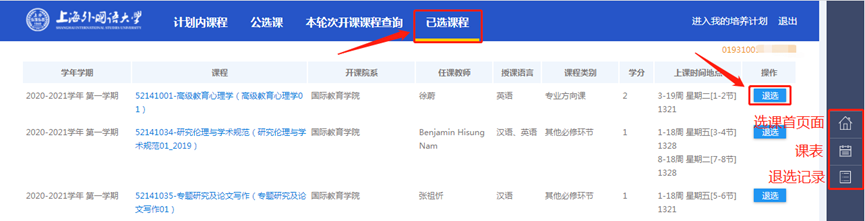 上海外国语大学
计划内课程 公选课 本轮次开课课程查询 已选课程 进入我的培养计划 退出
01931001
学年学期 课程 开课院系 任课教师 授课语言 课程类别 学分 上课时间地点 操作
2020-2021学年 第一学期 52141001-高级教育心理学（高级教育心理学01） 国际教育学院 徐蔚 英语 专业方向课 2 3-19周 星期二[1-2节] 1321 退选
选课首页面
2020-2021学年 第一学期 52141034-研究伦理与学术规范（研究伦理与学术规范01_2019） 国际教育学院 Benjamin Hisung Nam 汉语、英语 其他必修环节 1 1-18周 星期五[3-4节] 1328 8-18周 星期二[7-8节] 1328 退选
课表
退选记录
2020-2021学年 第一学期 52141035-专题研究及论文写作（专题研究及论文写作01） 国际教育学院 张祖忻 汉语 其他必修环节 1 1-18周 星期五[5-6节] 1321 退选